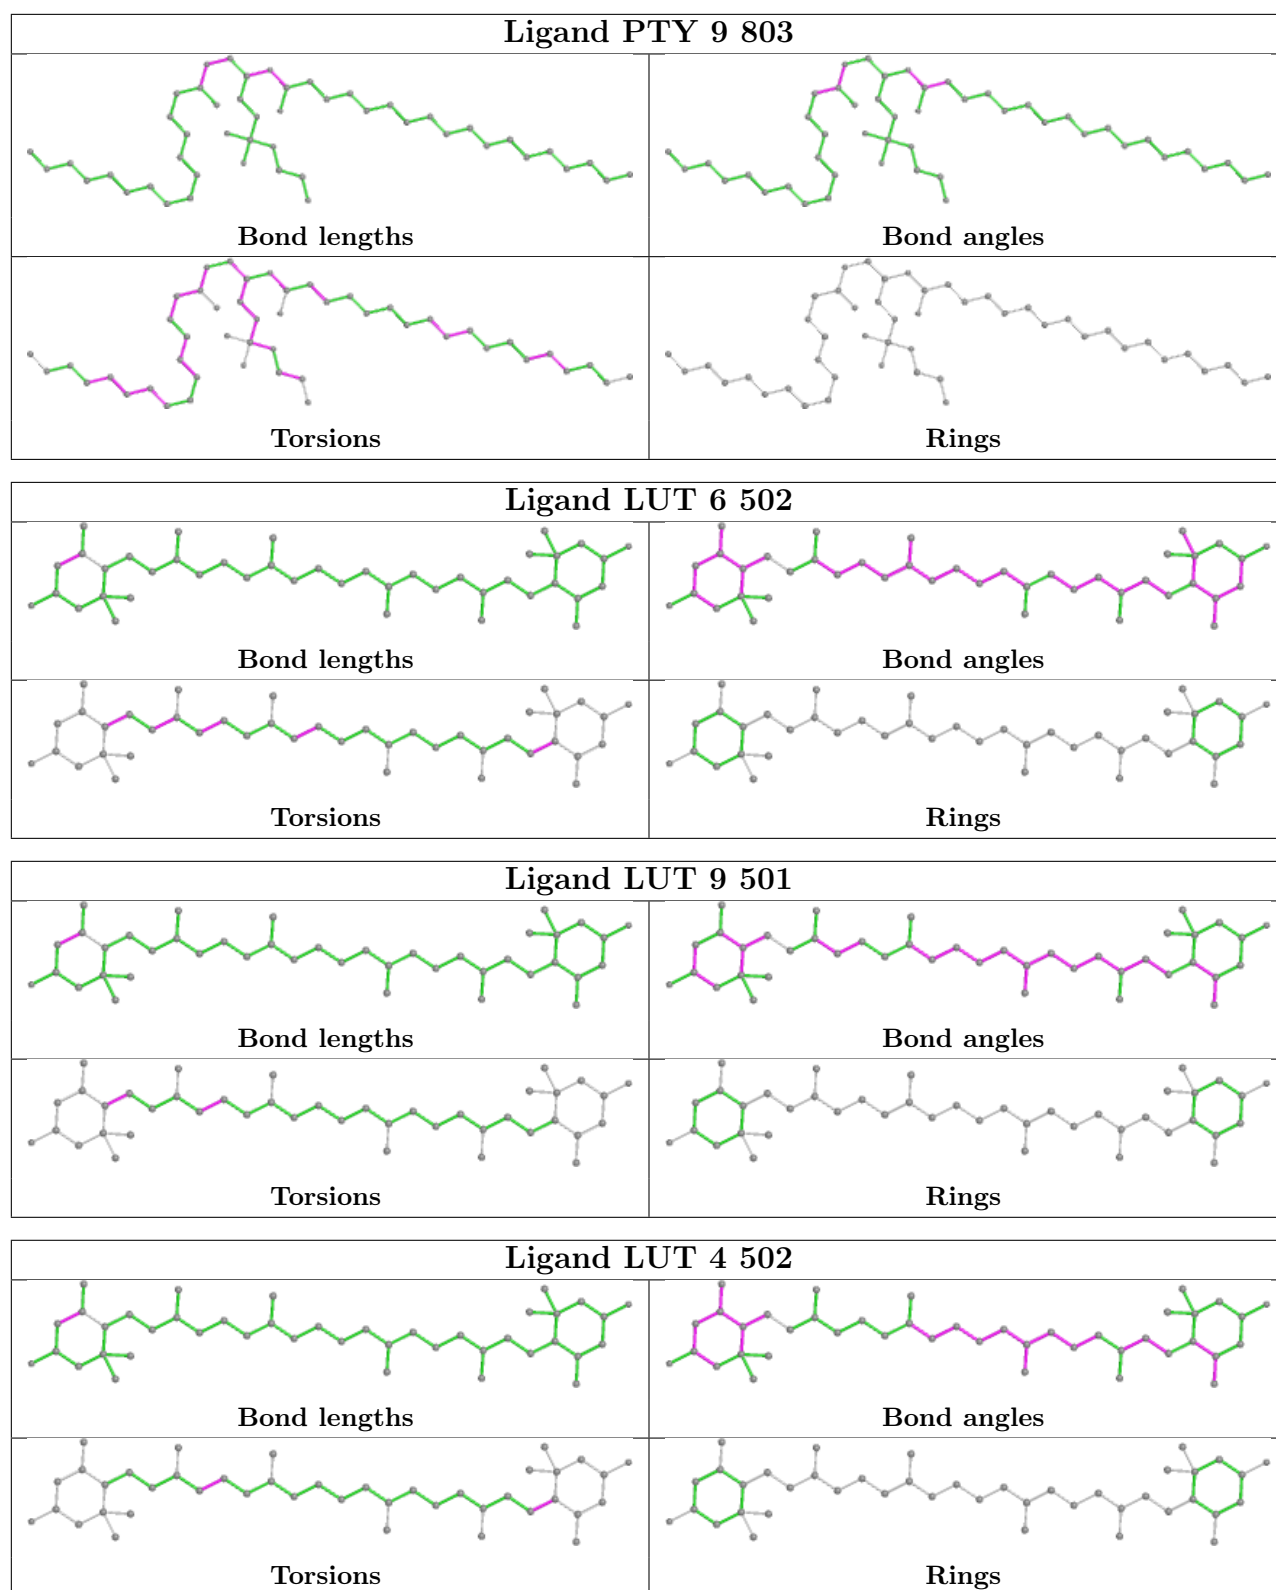 Ligand PTY 9 803
Bond lengths
Bond angles
Torsions
Rings
Ligand LUT 6 502
Bond lengths
Bond angles
Torsions
Rings
Ligand LUT 9 501
Bond lengths
Bond angles
Torsions
Rings
Ligand LUT 4 502
Bond lengths
Bond angles
Torsions
Rings